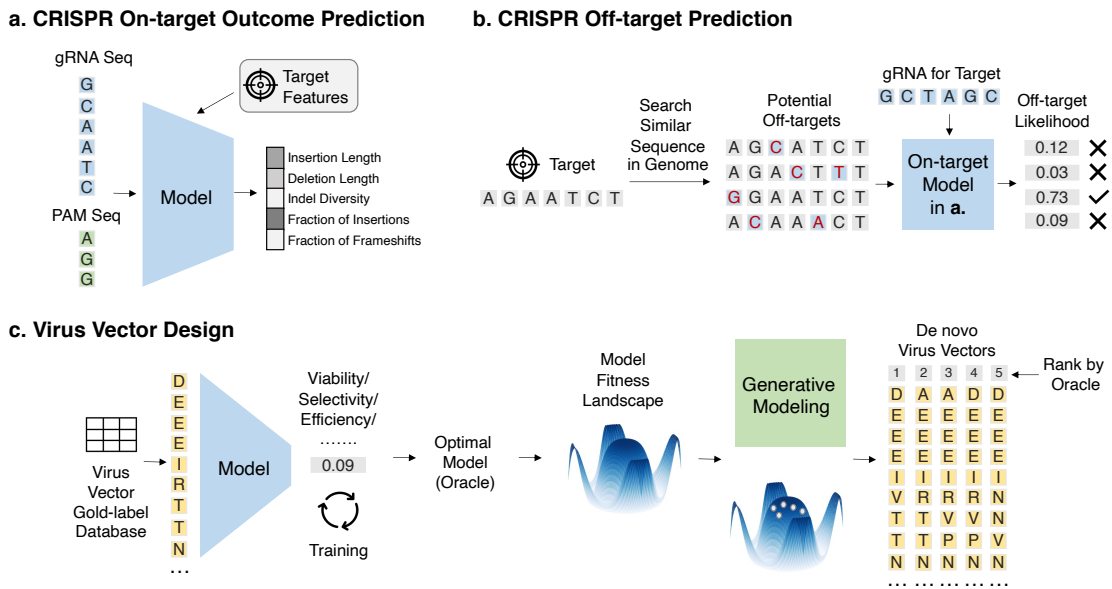 a. CRISPR On-target Outcome Prediction
gRNA Seq
G
C
A
A
T
C
PAM Seq
A
G
G
Model
Target
Features
Insertion Length
Deletion Length
Indel Diversity
Fraction of Insertions
Fraction of Frameshifts
b. CRISPR Off-target Prediction
Target
A G A A T C T
Search
Similar
Sequence
in Genome
Potential
Off-targets
A G C A T C T
A G A C T T T
G G A A T C T
A C A A A C T
gRNA for Target
G C T A G C
On-target
Model
in a.
Off-target
Likelihood
0.12
0.03
0.73
0.09
c. Virus Vector Design
Virus
Vector
Gold-label
Database
D
E
E
E
I
R
T
T
N
...
Model
Viability/
Selectivity/
Efficiency/
.......
0.09
Training
Optimal
Model
(Oracle)
Model
Fitness
Landscape
Generative
Modeling
De novo
Virus Vectors
1 2 3 4 5
D A A D D
E E E E E
E E E E E
E E E E E
I I I I I
V R R R N
T T V V N
T T P P V
N N N N N
... ... ... ... ...
Rank by
Oracle